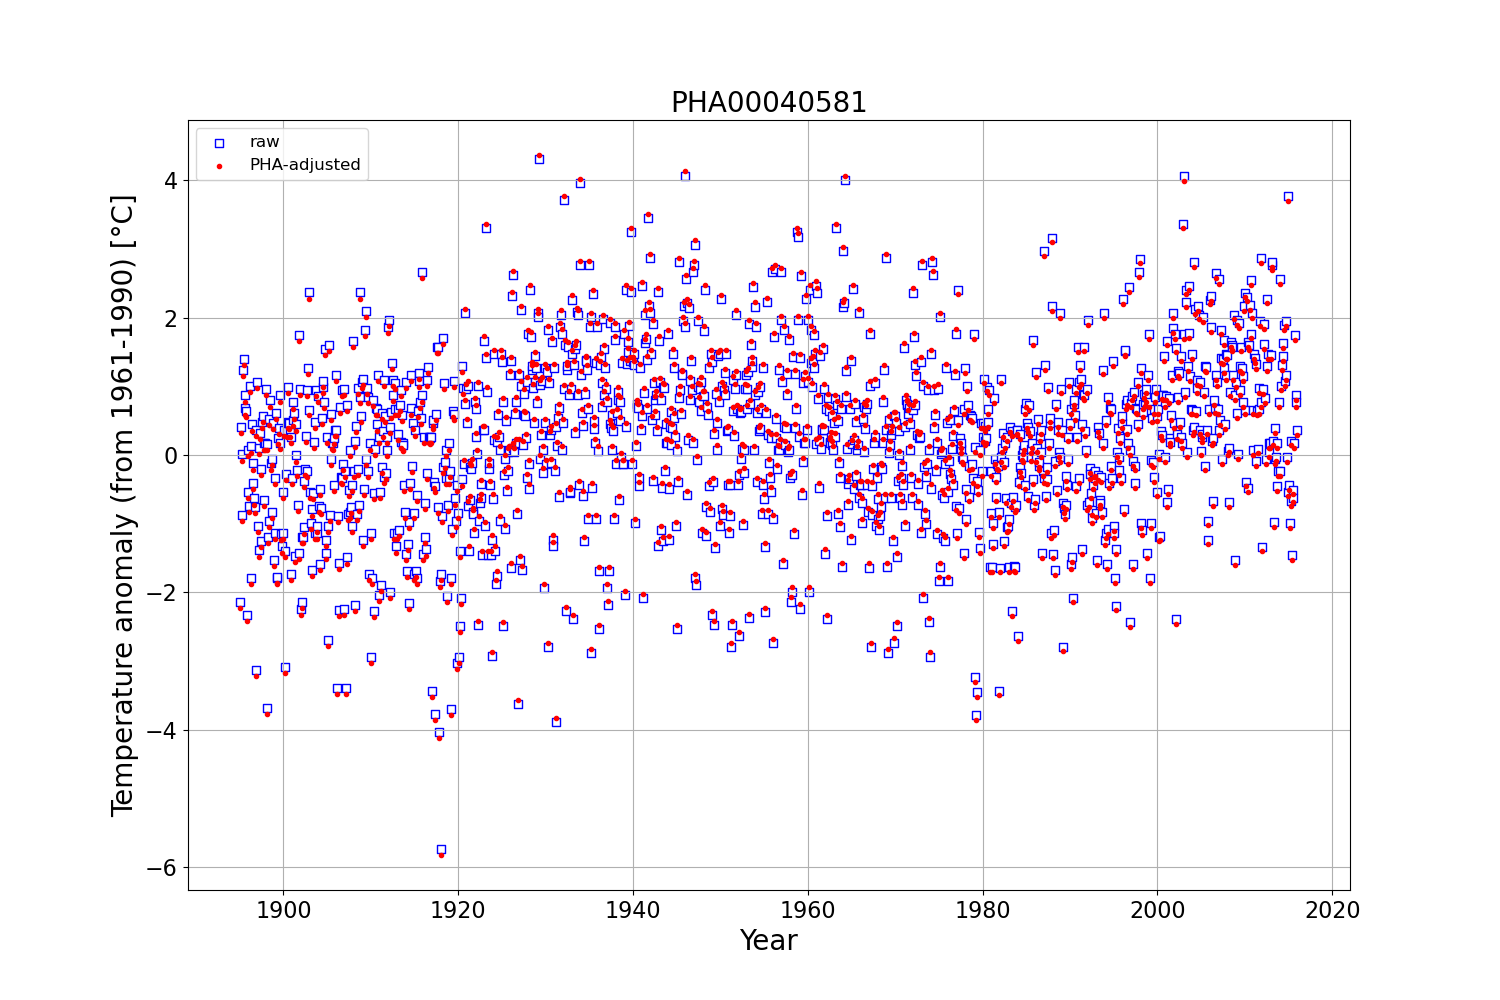 PHA00040581
raw
PHA-adjusted
Temperature anomaly (from 1961-1990) [°C]
4
2
0
−2
−4
−6
1900
1920
1940
1960
1980
2000
2020
Year